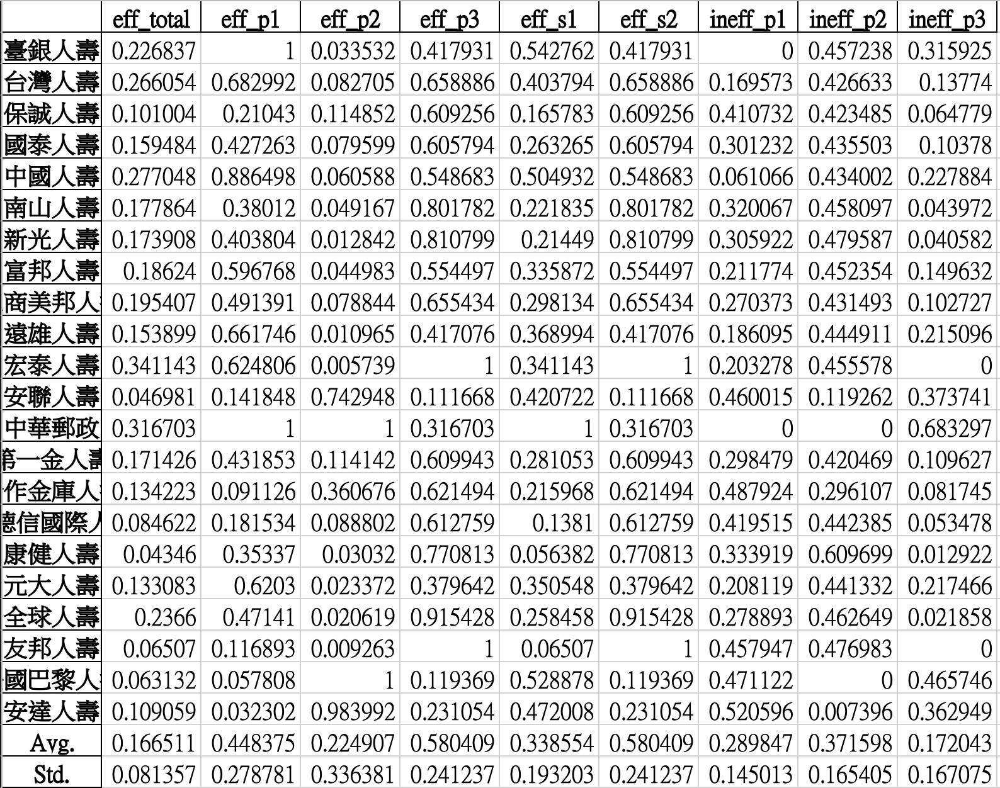 eff_total eff_p1 eff_p2 eff_p3 eff_s1 eff_s2 ineff_p1 ineff_p2 ineff_p3
臺銀人壽 0.226837 1 0.033532 0.417931 0.542762 0.417931 0 0.457238 0.315925
台灣人壽 0.266054 0.682992 0.082705 0.658886 0.403794 0.658886 0.169573 0.426633 0.13774
保誠人壽 0.101004 0.21043 0.114852 0.609256 0.165783 0.609256 0.410732 0.423485 0.064779
國泰人壽 0.159484 0.427263 0.079599 0.605794 0.263265 0.605794 0.301232 0.435503 0.10378
中國人壽 0.277048 0.886498 0.060588 0.548683 0.504932 0.548683 0.061066 0.434002 0.227884
南山人壽 0.177864 0.38012 0.049167 0.801782 0.221835 0.801782 0.320067 0.458097 0.043972
新光人壽 0.173908 0.403804 0.012842 0.810799 0.21449 0.810799 0.305922 0.479587 0.040582
富邦人壽 0.18624 0.596768 0.044983 0.554497 0.335872 0.554497 0.211774 0.452354 0.149632
商美邦人 0.195407 0.491391 0.078844 0.655434 0.298134 0.655434 0.270373 0.431493 0.102727
遠雄人壽 0.153899 0.661746 0.010965 0.417076 0.368994 0.417076 0.186095 0.444911 0.215096
宏泰人壽 0.341143 0.624806 0.005739 1 0.341143 1 0.203278 0.455578 0
安聯人壽 0.046981 0.141848 0.742948 0.111668 0.420722 0.111668 0.460015 0.119262 0.373741
中華郵政 0.316703 1 1 0.316703 1 0.316703 0 0 0.683297
第一金人壽 0.171426 0.431853 0.114142 0.609943 0.281053 0.609943 0.298479 0.420469 0.109627
作金庫人 0.134223 0.091126 0.360676 0.621494 0.215968 0.621494 0.487924 0.296107 0.081745
德信國際人 0.084622 0.181534 0.088802 0.612759 0.1381 0.612759 0.419515 0.442385 0.053478
康健人壽 0.04346 0.35337 0.03032 0.770813 0.056382 0.770813 0.333919 0.609699 0.012922
元大人壽 0.133083 0.6203 0.023372 0.379642 0.350548 0.379642 0.208119 0.441332 0.217466
全球人壽 0.2366 0.47141 0.020619 0.915428 0.258458 0.915428 0.278893 0.462649 0.021858
友邦人壽 0.06507 0.116893 0.009263 1 0.06507 1 0.457947 0.476983 0
國巴黎人 0.063132 0.057808 1 0.119369 0.528878 0.119369 0.471122 0 0.465746
安達人壽 0.109059 0.032302 0.983992 0.231054 0.472008 0.231054 0.520596 0.007396 0.362949
Avg. 0.166511 0.448375 0.224907 0.580409 0.338554 0.580409 0.289847 0.371598 0.172043
Std. 0.081357 0.278781 0.336381 0.241237 0.193203 0.241237 0.145013 0.165405 0.167075